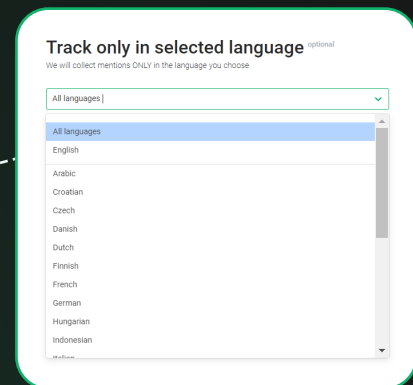 Track only in selected language optional
We will collect mentions ONLY in the language you choose
All languages
All languages
English
Arabic
Croatian
Czech
Danish
Dutch
Finnish
French
German
Hungarian
Indonesian
Italian